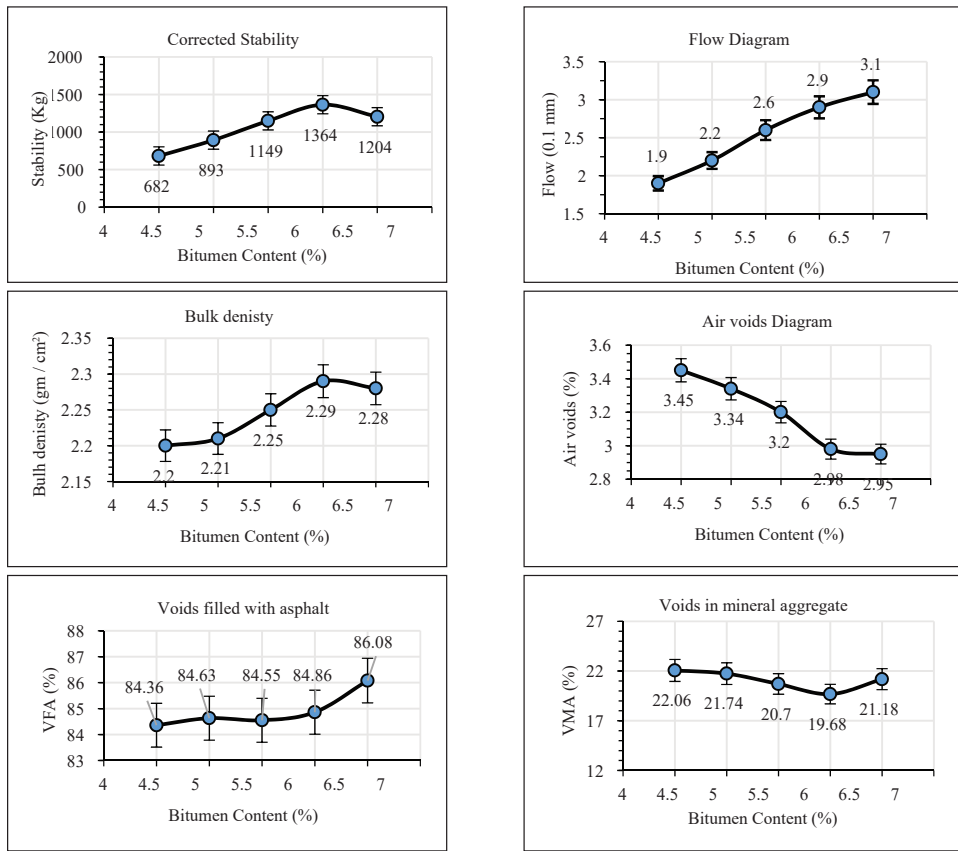 Corrected Stability
2000
1500
1000
500
0
Stability (Kg)
682
893
1149
1364
1204
4 4.5 5 5.5 6 6.5 7
Bitumen Content (%)
Flow Diagram
3.5
3
2.5
2
1.5
Flow (0.1 mm)
1.9
2.2
2.6
2.9
3.1
4 4.5 5 5.5 6 6.5 7
Bitumen Content (%)
Bulk denisty
2.35
2.3
2.25
2.2
2.15
Bulh denisty (gm / cm²)
2.2
2.21
2.25
2.29
2.28
4 4.5 5 5.5 6 6.5 7
Bitumen Content (%)
Air voids Diagram
3.6
3.4
3.2
3
2.8
Air voids (%)
3.45
3.34
3.2
2.98
2.95
4 4.5 5 5.5 6 6.5 7
Bitumen Content (%)
Voids filled with asphalt
88
87
86
85
84
83
VFA (%)
84.36
84.63
84.55
84.86
86.08
4 4.5 5 5.5 6 6.5 7
Bitumen Content (%)
Voids in mineral aggregate
27
22
17
12
VMA (%)
22.06
21.74
20.7
19.68
21.18
4 4.5 5 5.5 6 6.5 7
Bitumen Content (%)